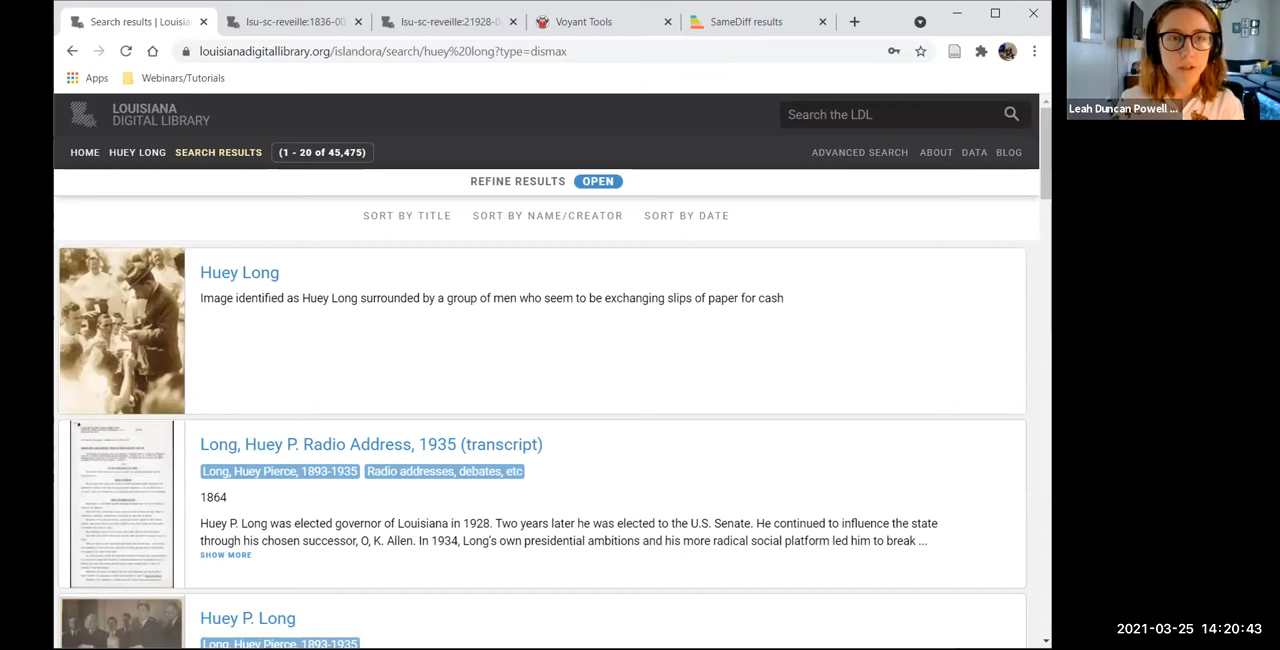 Search results | Louisia
lsu-sc-reveille:1836-00
lsu-sc-reveille:21928-0
Voyant Tools
SameDiff results
louisianadigitallibrary.org/islandora/search/huey%20long?type=dismax
Apps
Webinars/Tutorials
Leah Duncan Powell ...
LOUISIANA
DIGITAL LIBRARY
Search the LDL
HOME HUEY LONG SEARCH RESULTS (1 - 20 of 45,475)
ADVANCED SEARCH ABOUT DATA BLOG
REFINE RESULTS OPEN
SORT BY TITLE SORT BY NAME/CREATOR SORT BY DATE
Huey Long
Image identified as Huey Long surrounded by a group of men who seem to be exchanging slips of paper for cash
Long, Huey P. Radio Address, 1935 (transcript)
Long, Huey Pierce, 1893-1935 Radio addresses, debates, etc
1864
Huey P. Long was elected governor of Louisiana in 1928. Two years later he was elected to the U.S. Senate. He continued to influence the state
through his chosen successor, O, K. Allen. In 1934, Long's own presidential ambitions and his more radical social platform led him to break ...
SHOW MORE
Huey P. Long
Long, Huey Pierce, 1893-1935
2021-03-25 14:20:43